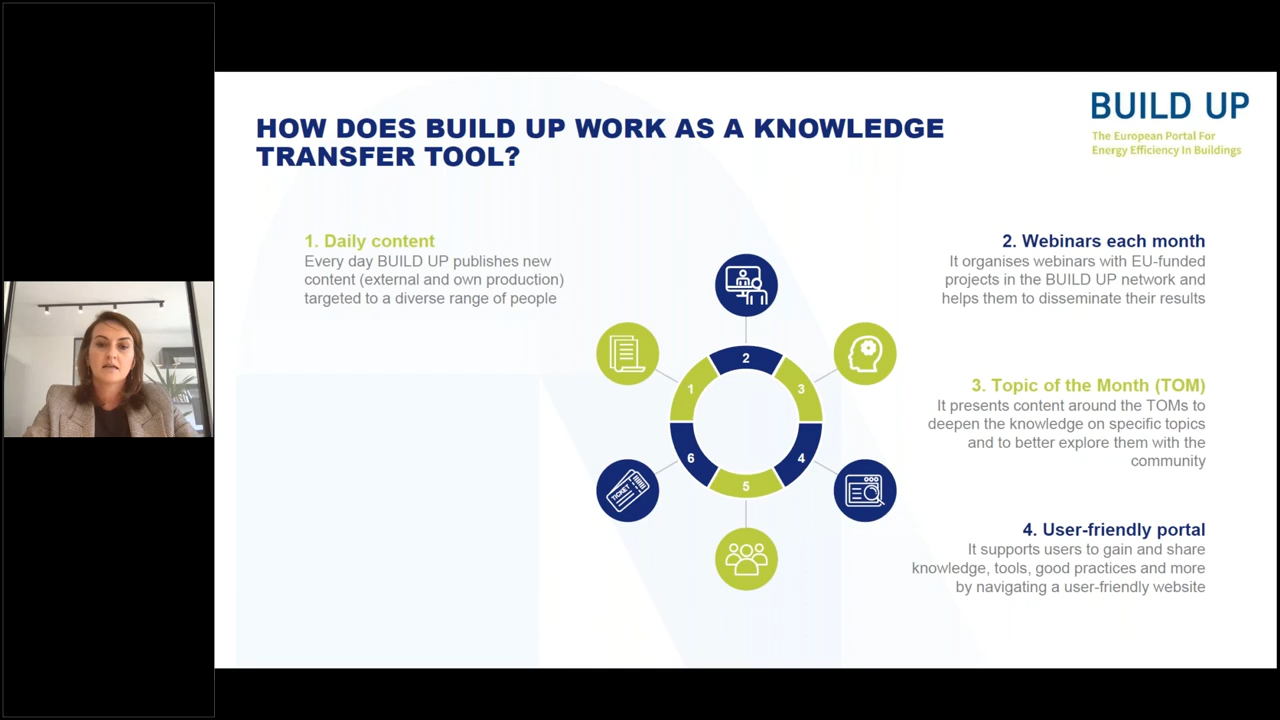 HOW DOES BUILD UP WORK AS A KNOWLEDGE
TRANSFER TOOL?
BUILD UP
The European Portal For
Energy Efficiency In Buildings
1. Daily content
Every day BUILD UP publishes new
content (external and own production)
targeted to a diverse range of people
2. Webinars each month
It organises webinars with EU-funded
projects in the BUILD UP network and
helps them to disseminate their results
3. Topic of the Month (TOM)
It presents content around the TOMs to
deepen the knowledge on specific topics
and to better explore them with the
community
4. User-friendly portal
It supports users to gain and share
knowledge, tools, good practices and more
by navigating a user-friendly website
1
2
3
4
5
6
TICKET